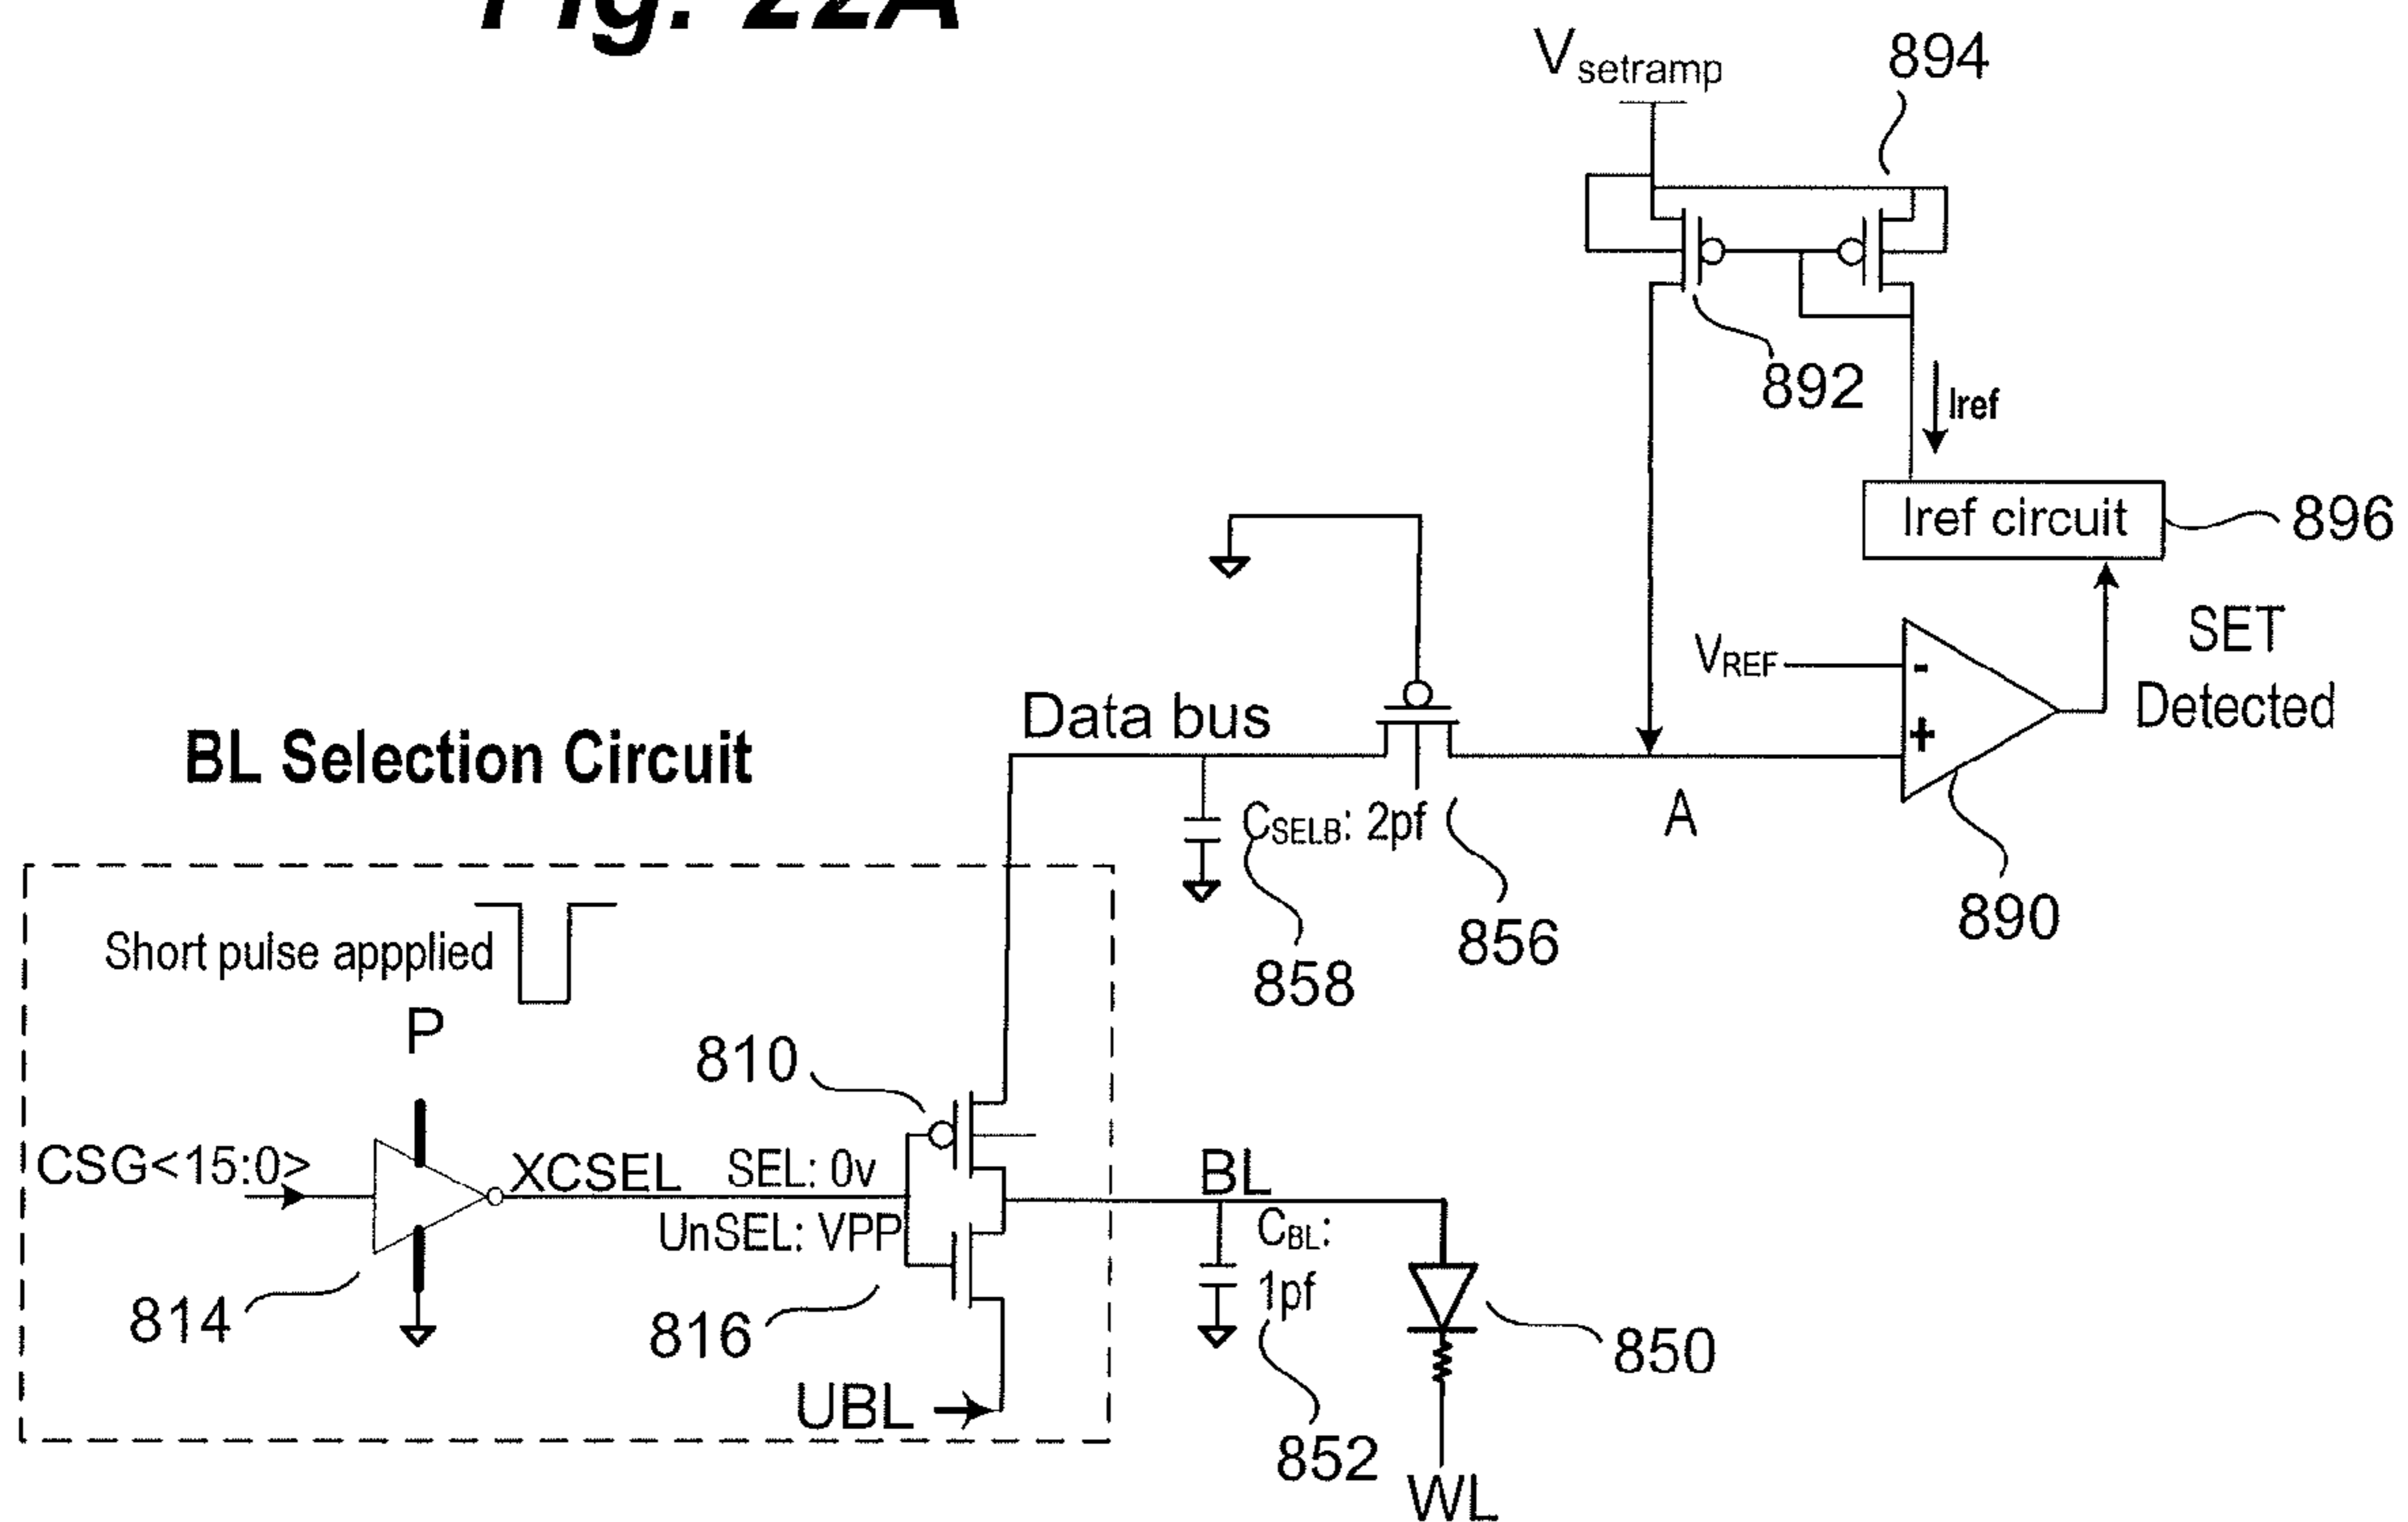 Fig. 22A
Vsetramp
894
892
Iref
Iref circuit
896
VREF
-
+
SET
Detected
Data bus
BL Selection Circuit
CSELB: 2pf
A
890
856
858
Short pulse appplied
P
810
CSG<15:0>
XCSEL
SEL: 0v
UnSEL: VPP
BL
CBL:
1pf
814
816
850
UBL
852
WL